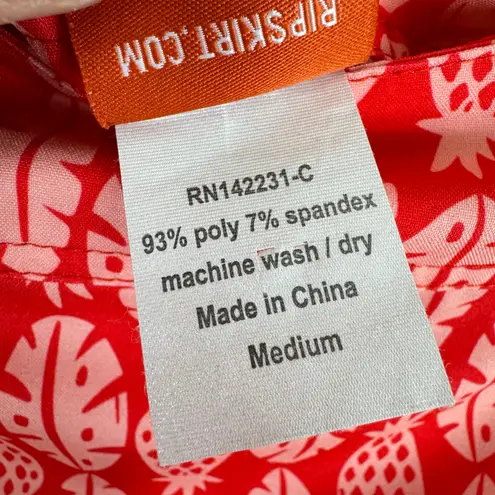 RIPSKIRT.COM
RN142231-C
93% poly 7% spandex
machine wash / dry
Made in China
Medium